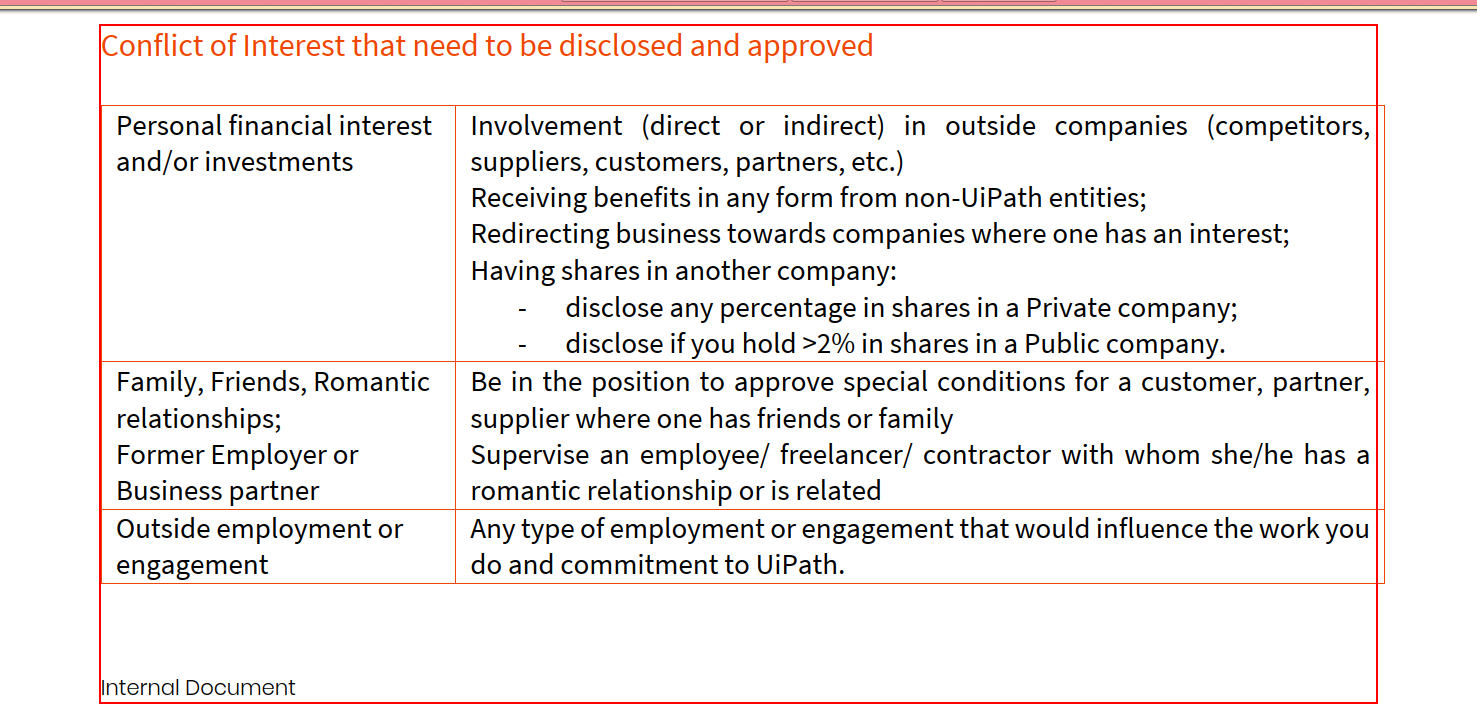 Conflict of Interest that need to be disclosed and approved
Personal financial interest
and/or investments
Involvement (direct or indirect) in outside companies (competitors,
suppliers, customers, partners, etc.)
Receiving benefits in any form from non-UiPath entities;
Redirecting business towards companies where one has an interest;
Having shares in another company:
- disclose any percentage in shares in a Private company;
- disclose if you hold >2% in shares in a Public company.
Family, Friends, Romantic
relationships;
Former Employer or
Business partner
Be in the position to approve special conditions for a customer, partner,
supplier where one has friends or family
Supervise an employee/ freelancer/ contractor with whom she/he has a
romantic relationship or is related
Outside employment or
engagement
Any type of employment or engagement that would influence the work you
do and commitment to UiPath.
Internal Document